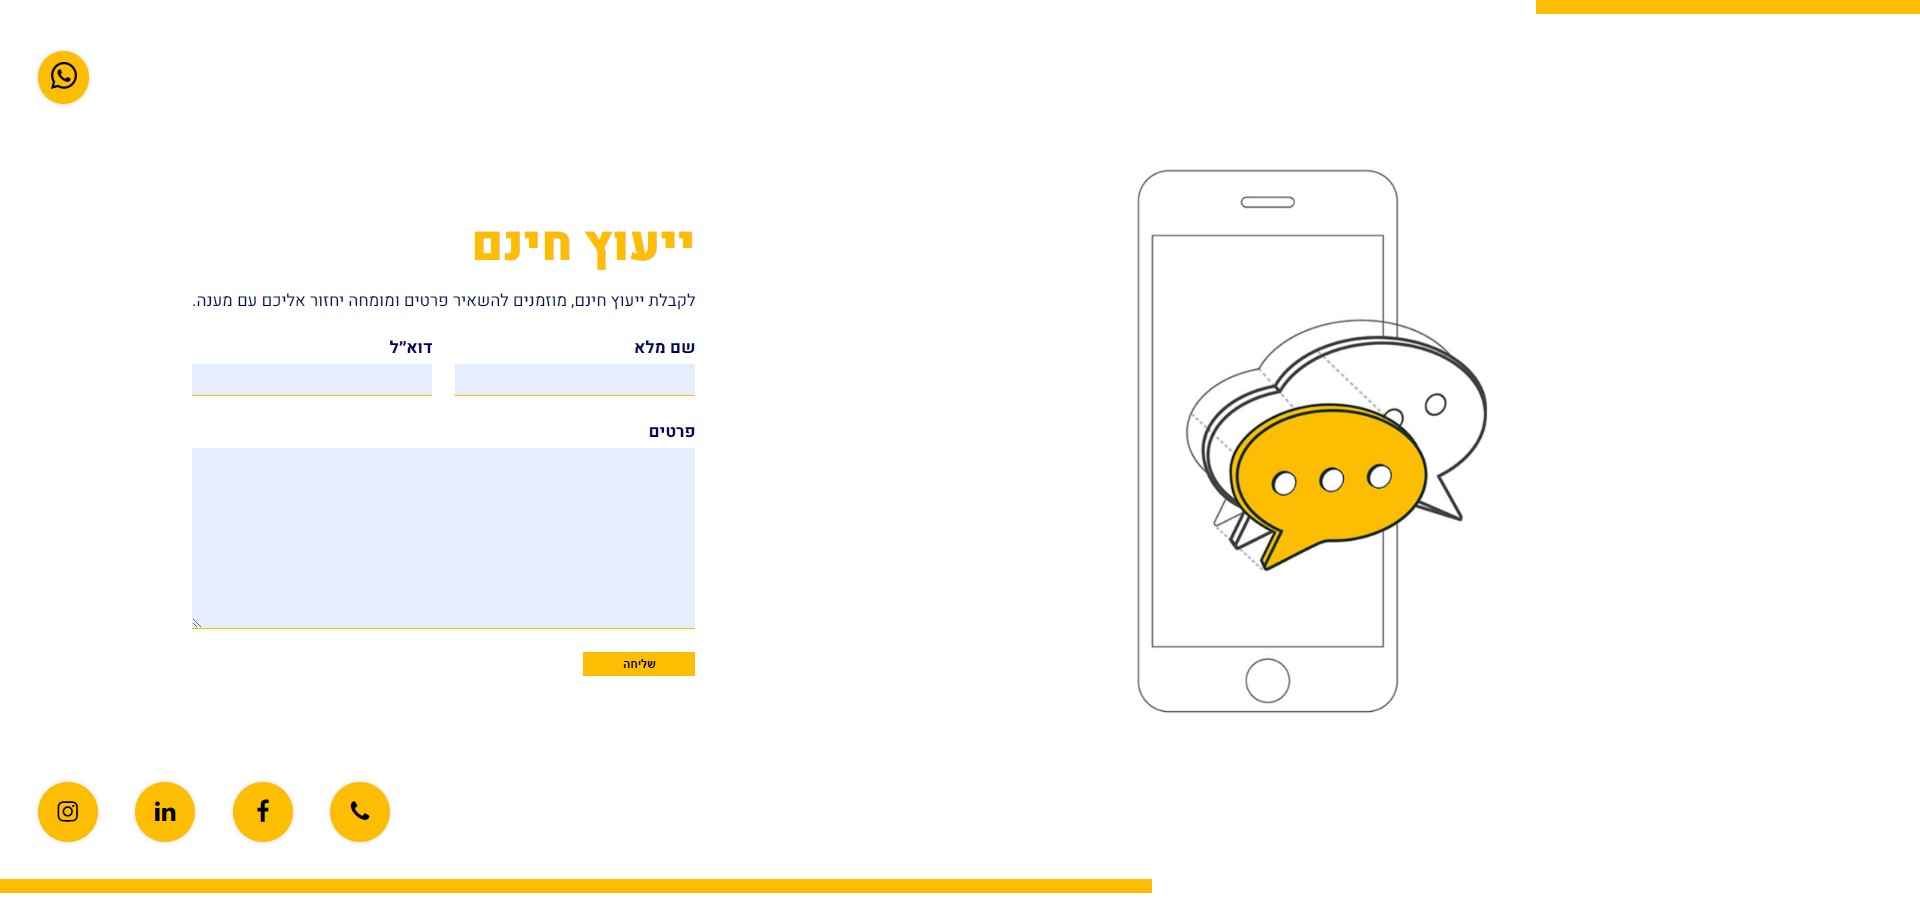 ייעוץ חינם
לקבלת ייעוץ חינם, מוזמנים להשאיר פרטים ומומחה יחזור אליכם עם מענה.
שם מלא
דוא״ל
פרטים
שליחה